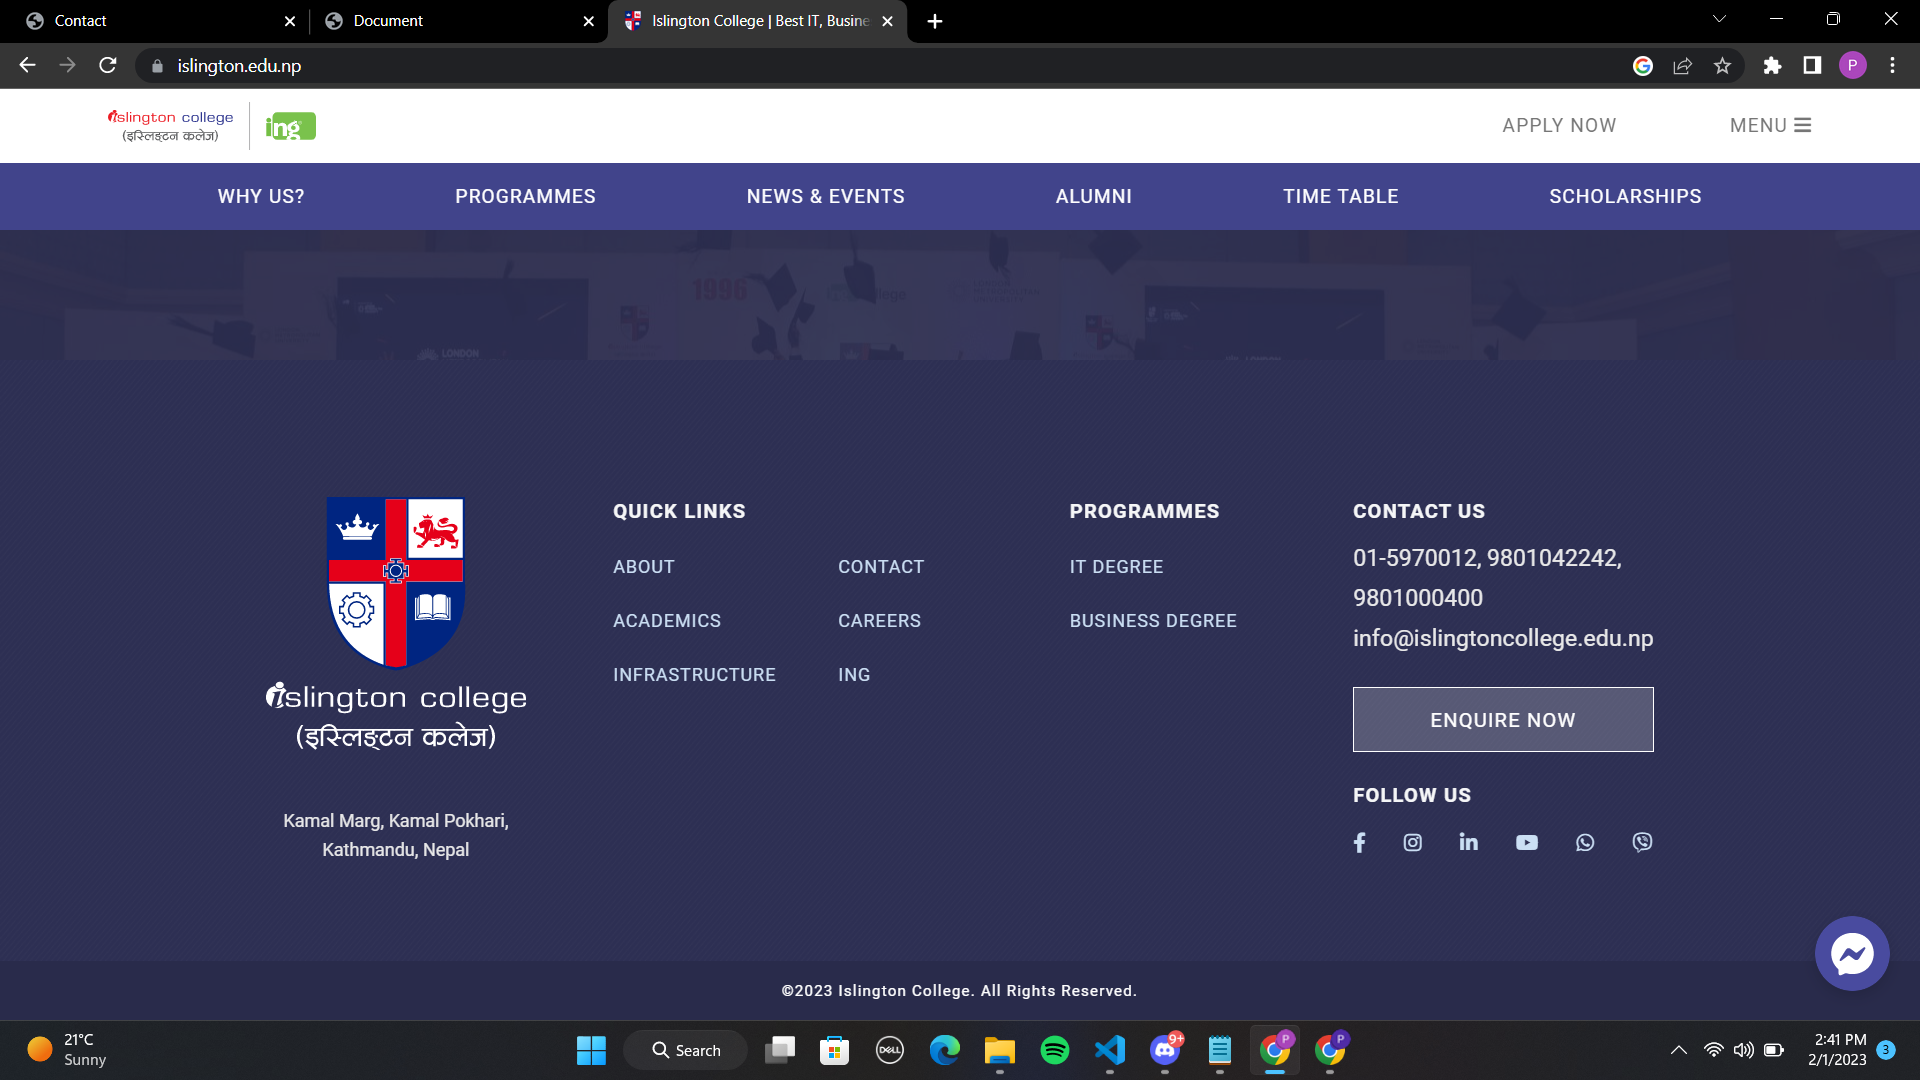 Contact
Document
Islington College | Best IT, Busine
islington.edu.np
P
islington college
(इस्लिङ्टन कलेज)
ing
APPLY NOW
MENU
WHY US?
PROGRAMMES
NEWS & EVENTS
ALUMNI
TIME TABLE
SCHOLARSHIPS
1996
LONDON
QUICK LINKS
ABOUT
CONTACT
ACADEMICS
CAREERS
INFRASTRUCTURE
ING
PROGRAMMES
IT DEGREE
BUSINESS DEGREE
CONTACT US
01-5970012, 9801042242,
9801000400
info@islingtoncollege.edu.np
ENQUIRE NOW
FOLLOW US
islington college
(इस्लिङ्टन कलेज)
Kamal Marg, Kamal Pokhari,
Kathmandu, Nepal
©2023 Islington College. All Rights Reserved.
21°C
Sunny
Search
DELL
9+
P
P
2:41 PM
2/1/2023
3